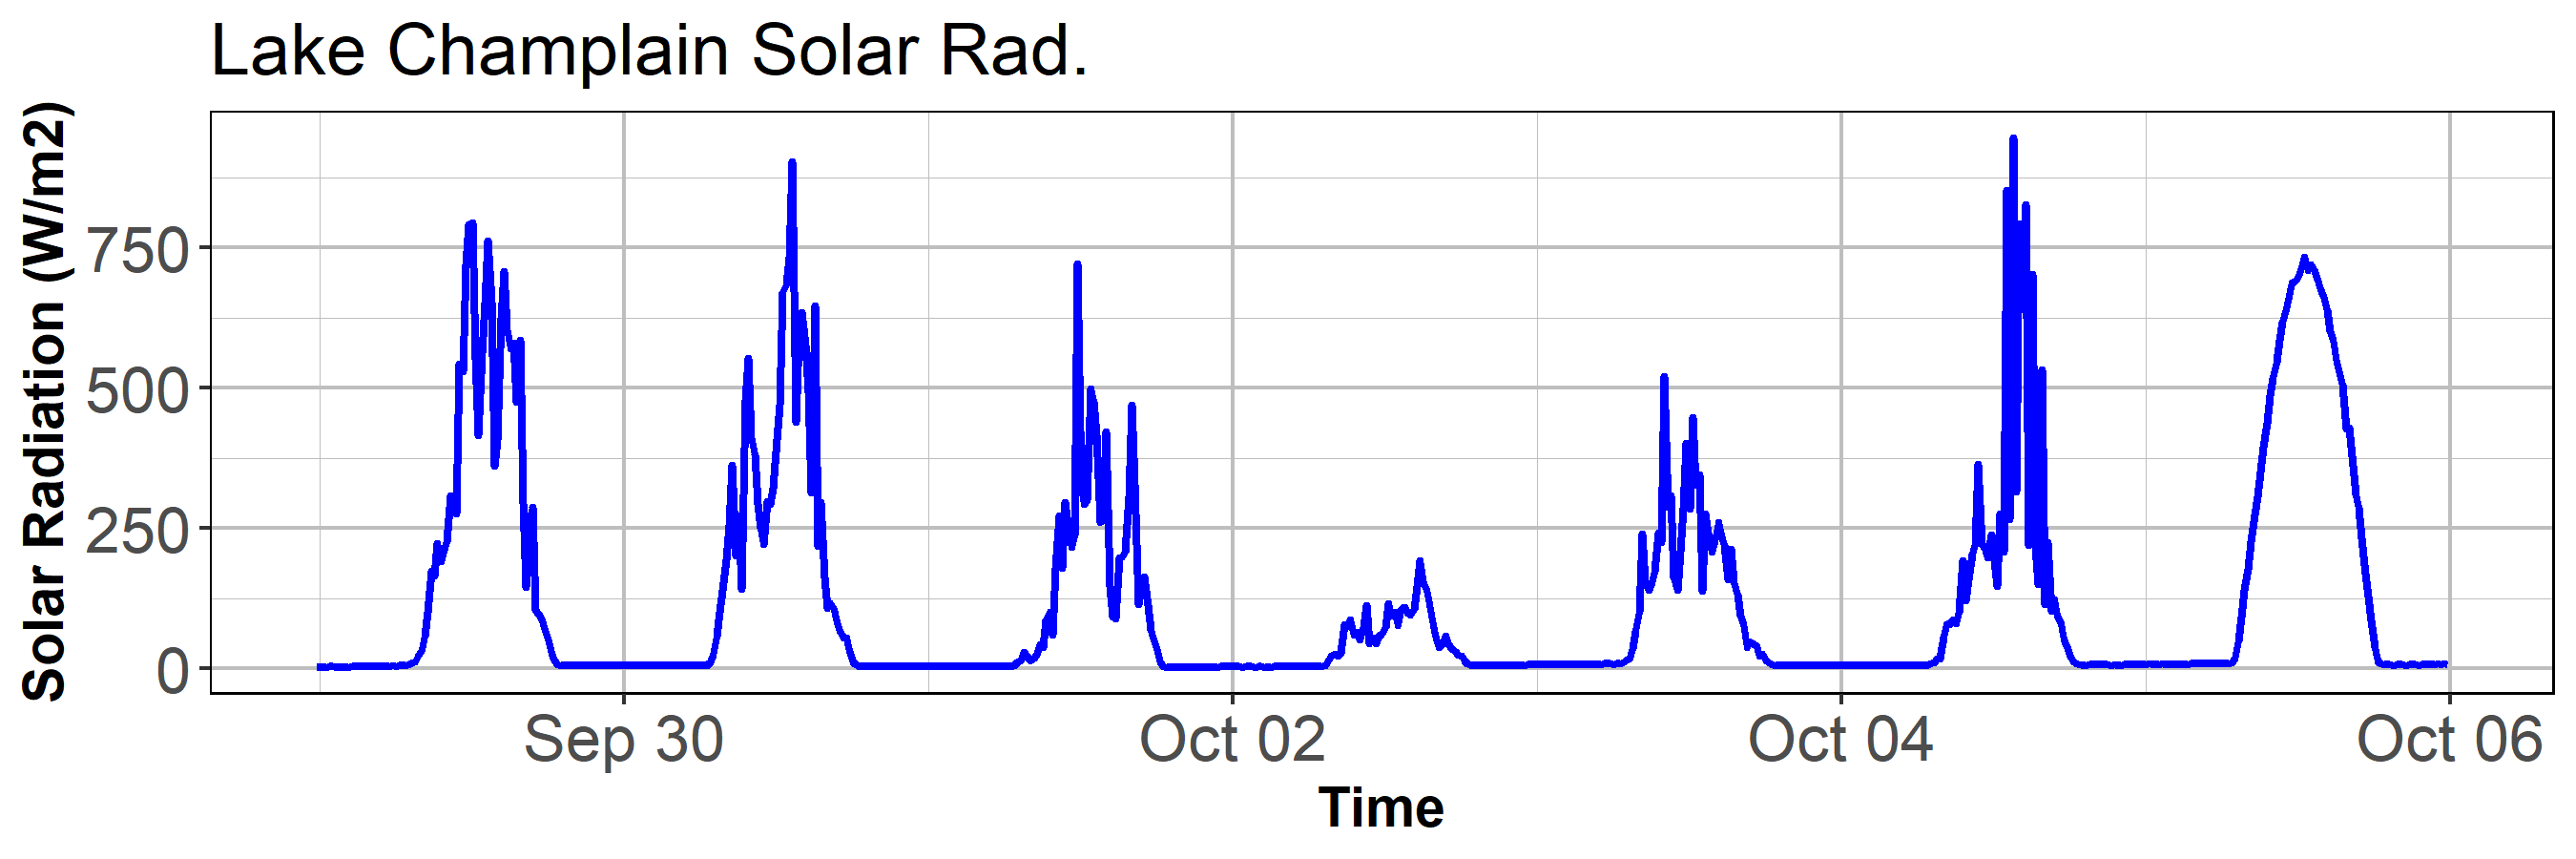 Lake Champlain Solar Rad.
Solar Radiation (W/m2)
750
500
250
0
Sep 30
Oct 02
Oct 04
Oct 06
Time